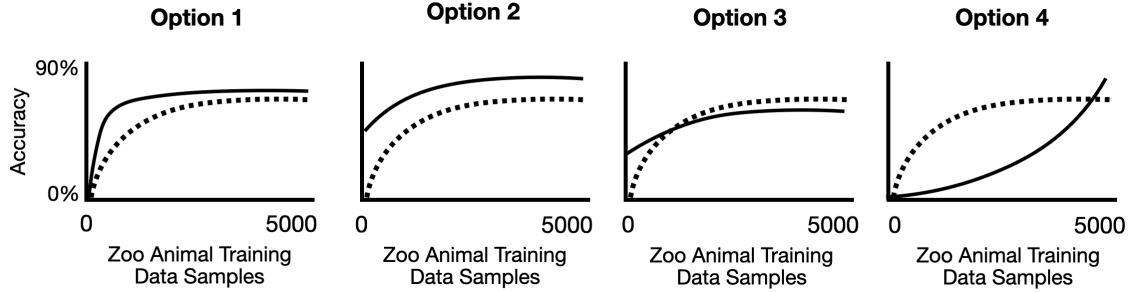 Option 1
Option 2
Option 3
Option 4
90%
Accuracy
0%
0
5000
Zoo Animal Training
Data Samples
0
5000
Zoo Animal Training
Data Samples
0
5000
Zoo Animal Training
Data Samples
0
5000
Zoo Animal Training
Data Samples